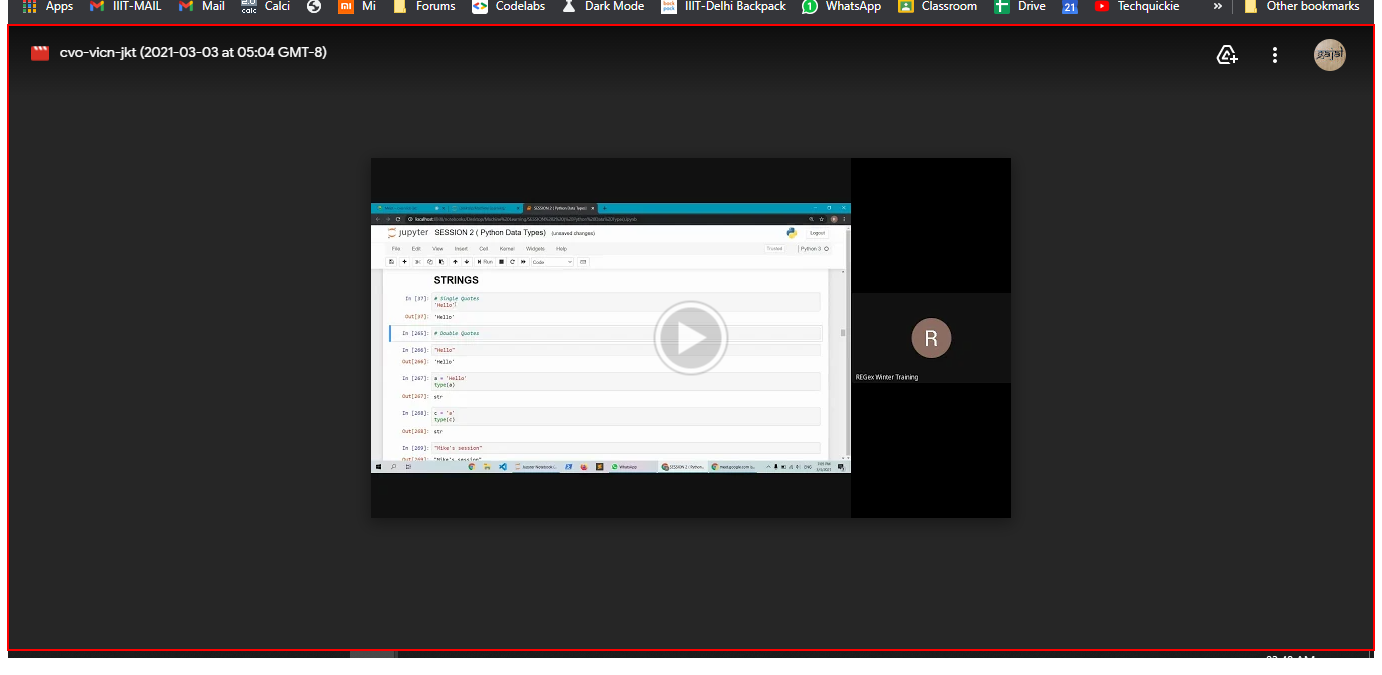 Apps IIIT-MAIL Mail calc Calci Mi Forums Codelabs Dark Mode IIIT-Delhi Backpack WhatsApp Classroom Drive 21 Techquickie » Other bookmarks
cvo-vicn-jkt (2021-03-03 at 05:04 GMT-8)
SESSION 2 ( Python Data Types)
jupyter SESSION 2 ( Python Data Types) (unsaved changes) Logout
File Edit View Insert Cell Kernel Widgets Help Trusted Python 3
Run Code
STRINGS
In [37]: # Single Quotes
'Hello'
Out[37]: 'Hello'
In [265]: # Double Quotes
In [266]: "Hello"
Out[266]: 'Hello'
In [267]: a = 'Hello'
type(a)
Out[267]: str
In [268]: c = 'a'
type(c)
Out[268]: str
In [269]: "Mike's session"
Out[269]: "Mike's session"
WhatsApp
R
REGex Winter Training